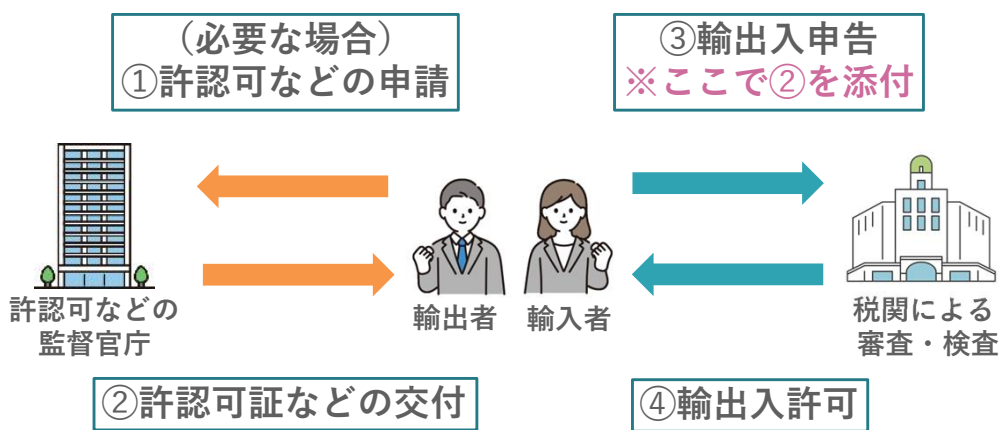 （必要な場合）
①許認可などの申請
③輸出入申告
※ここで②を添付
許認可などの
監督官庁
輸出者
輸入者
税関による
審査・検査
②許認可証などの交付
④輸出入許可